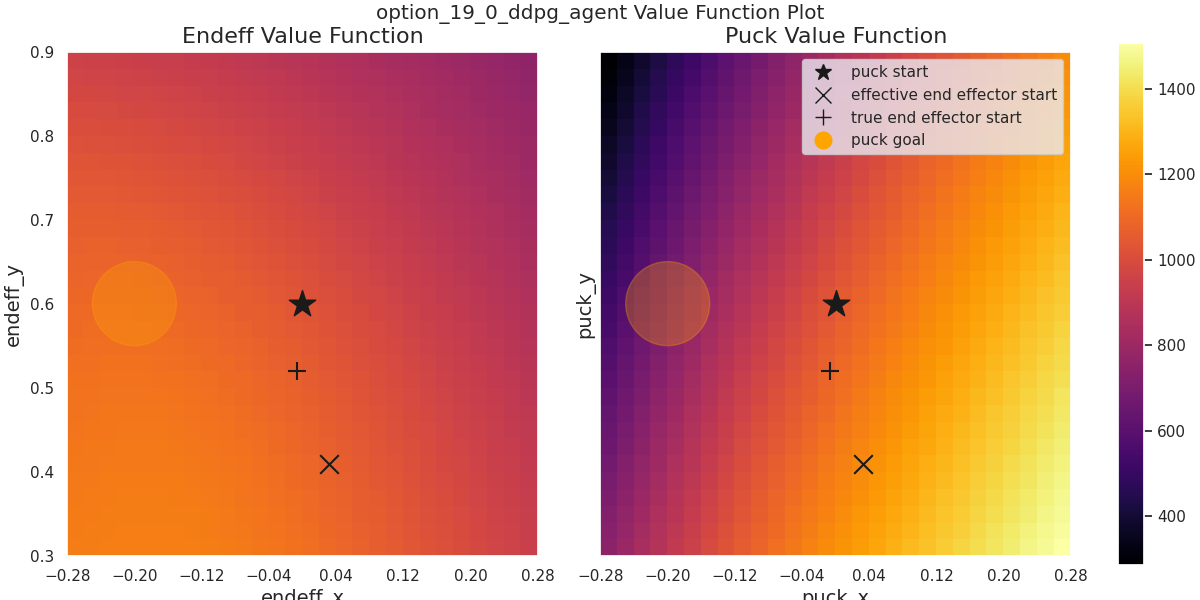 option_19_0_ddpg_agent Value Function Plot
Endeff Value Function
Puck Value Function
puck start
effective end effector start
true end effector start
puck goal
endeff_y
0.9
0.8
0.7
0.6
0.5
0.4
0.3
−0.28 −0.20 −0.12 −0.04 0.04 0.12 0.20 0.28
endeff_x
puck_y
−0.28 −0.20 −0.12 −0.04 0.04 0.12 0.20 0.28
puck_x
1400
1200
1000
800
600
400